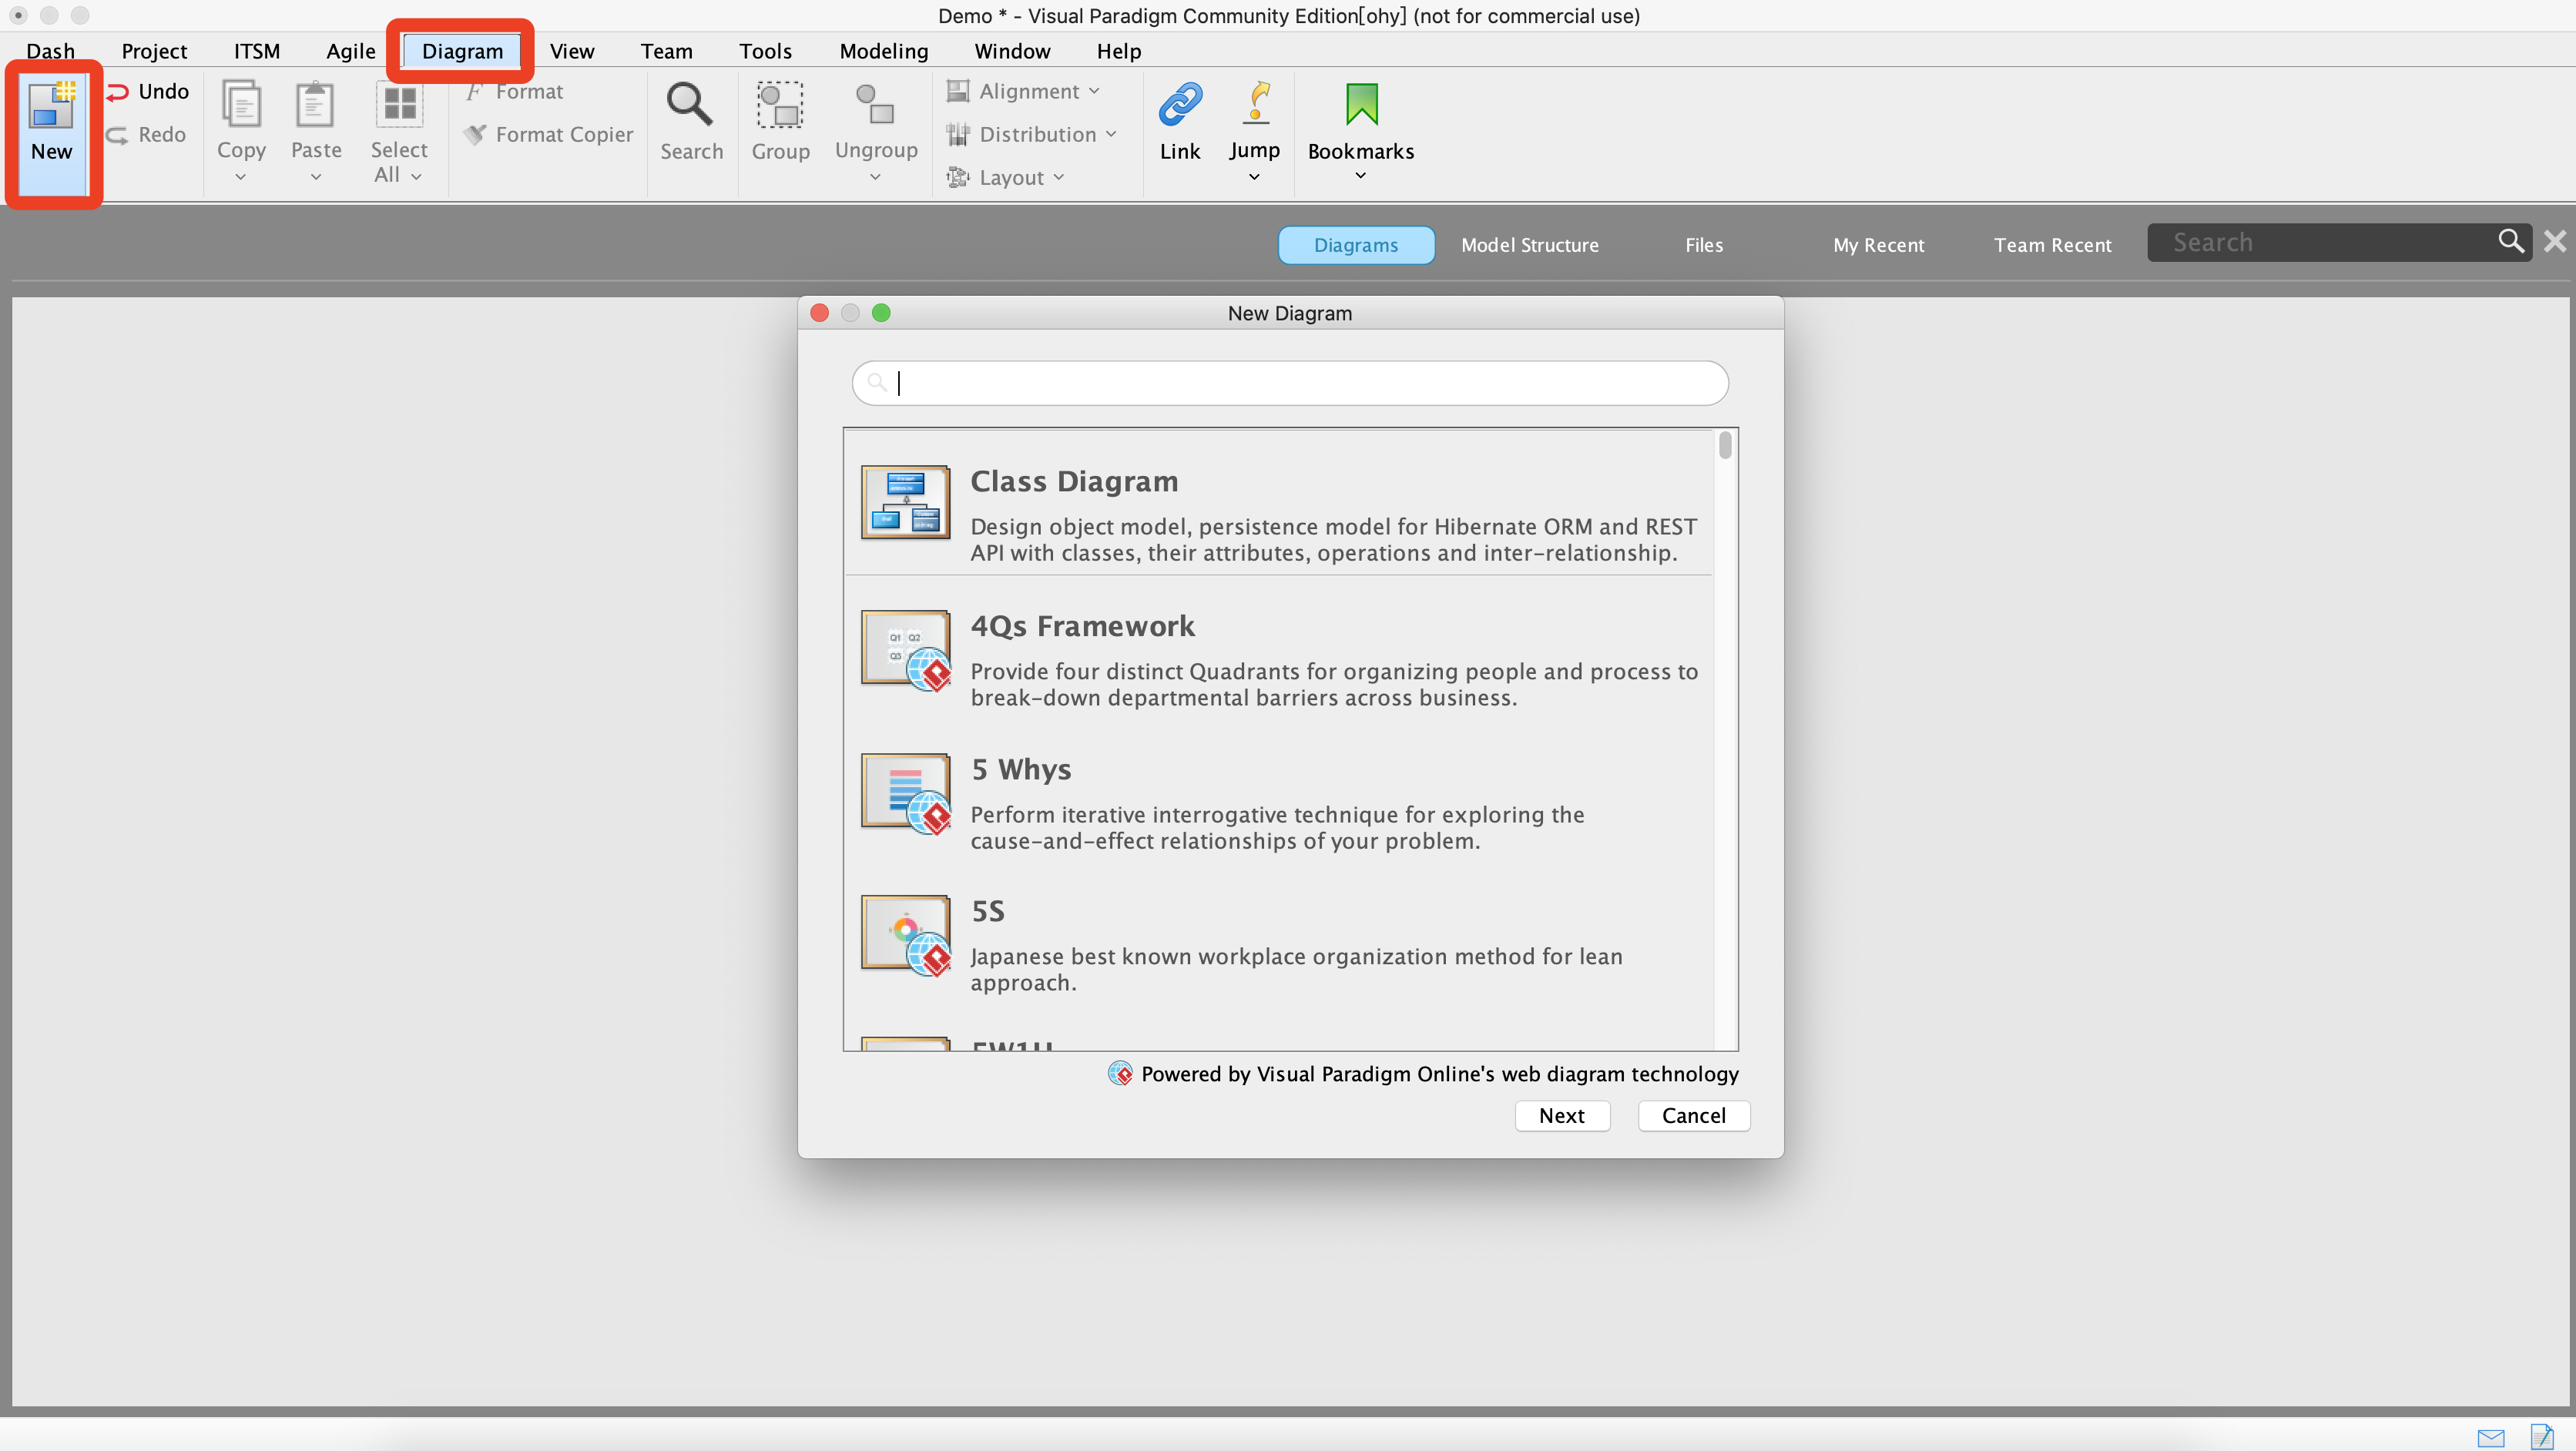 Demo * - Visual Paradigm Community Edition[ohy] (not for commercial use)
Dash Project ITSM Agile Diagram View Team Tools Modeling Window Help
New
Undo
Redo
Copy
Paste
Select
All
Format
Format Copier
Search
Group
Ungroup
Alignment
Distribution
Layout
Link
Jump
Bookmarks
Diagrams Model Structure Files My Recent Team Recent Search
New Diagram
Class Diagram
Design object model, persistence model for Hibernate ORM and REST
API with classes, their attributes, operations and inter-relationship.
Q1 Q2
Q3
4Qs Framework
Provide four distinct Quadrants for organizing people and process to
break-down departmental barriers across business.
5 Whys
Perform iterative interrogative technique for exploring the
cause-and-effect relationships of your problem.
5S
Japanese best known workplace organization method for lean
approach.
5W1H
Powered by Visual Paradigm Online's web diagram technology
Next Cancel